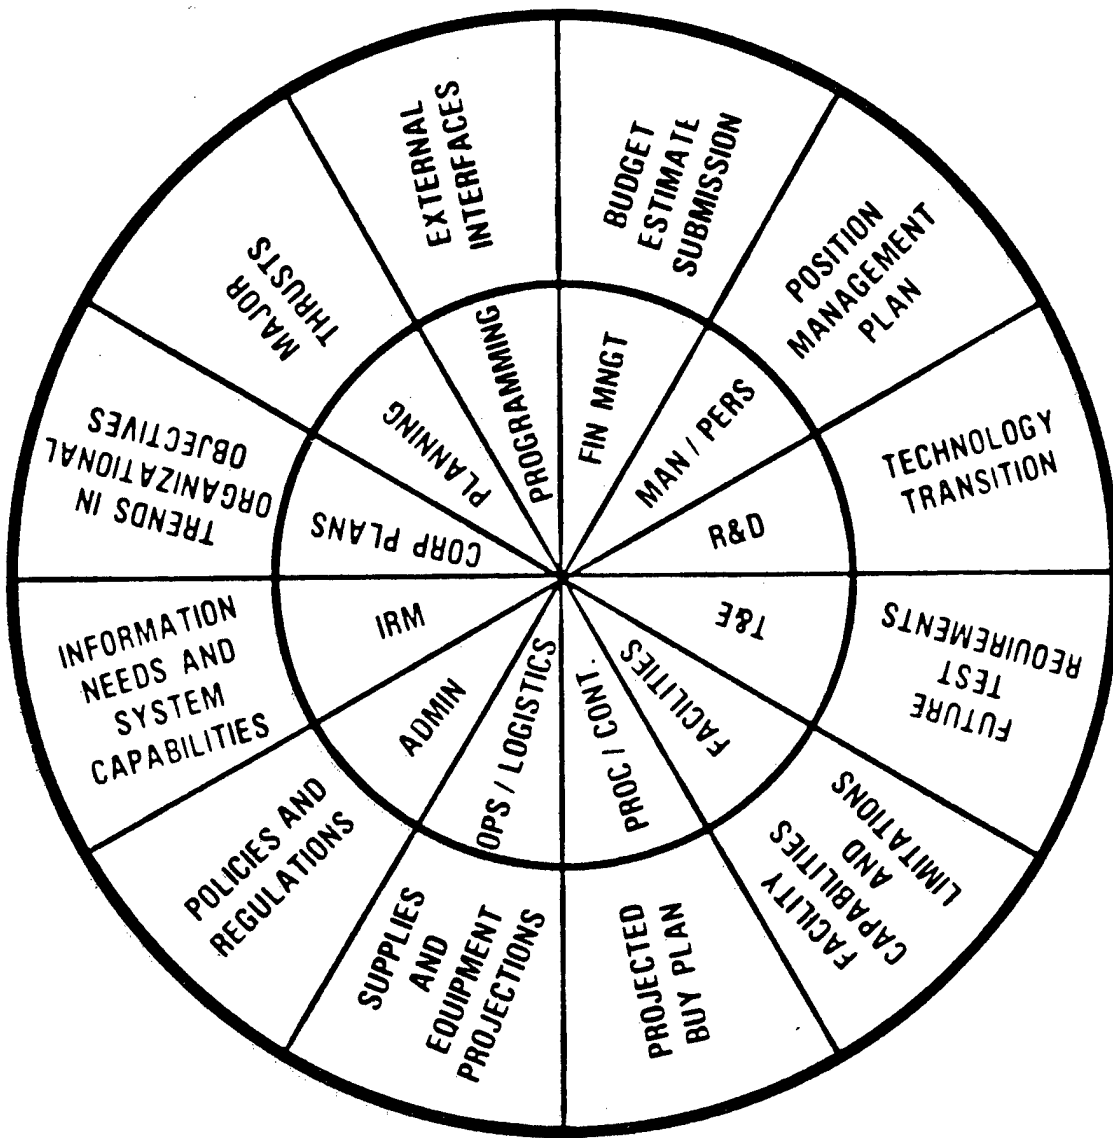 EXTERNAL
INTERFACES
BUDGET
ESTIMATE
SUBMISSION
POSITION
MANAGEMENT
PLAN
TECHNOLOGY
TRANSITION
FUTURE
TEST
REQUIREMENTS
FACILITY
CAPABILITIES
AND
LIMITATIONS
PROJECTED
BUY PLAN
SUPPLIES
AND
EQUIPMENT
PROJECTIONS
POLICIES AND
REGULATIONS
INFORMATION
NEEDS AND
SYSTEM
CAPABILITIES
TRENDS IN
ORGANIZATIONAL
OBJECTIVES
MAJOR
THRUSTS
PROGRAMMING
FIN MNGT
MAN / PERS
R&D
T&E
FACILITIES
PROC / CONT.
OPS / LOGISTICS
ADMIN
IRM
CORP PLANS
PLANNING